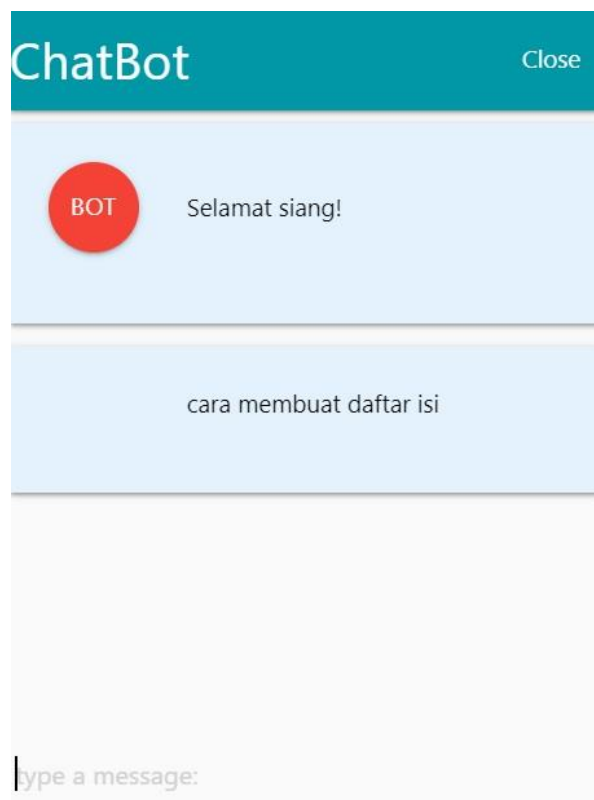 ChatBot
Close
BOT
Selamat siang!
cara membuat daftar isi
type a message: